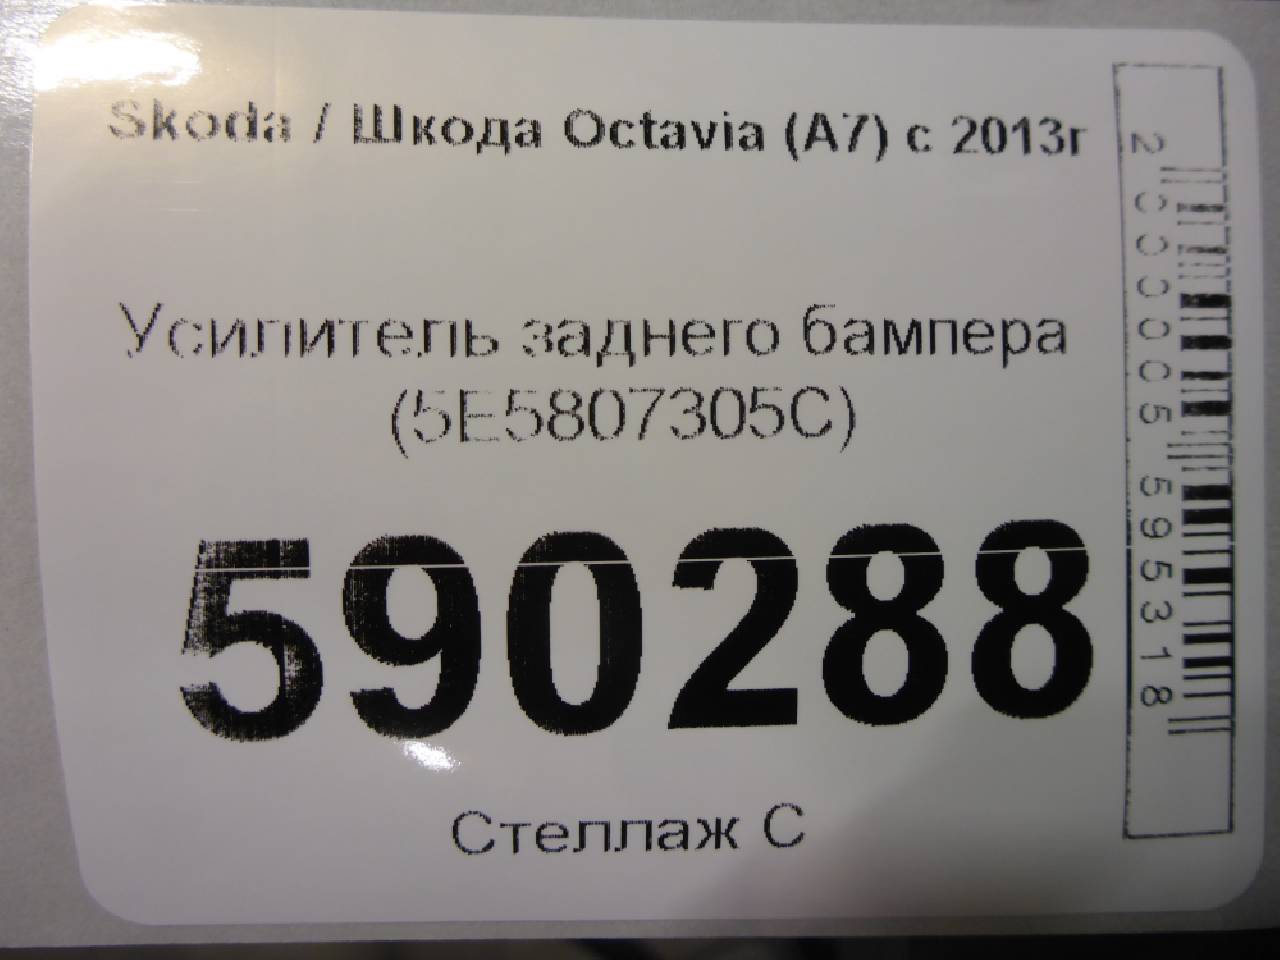 Skoda / Шкода Octavia (A7) с 2013г
Усилитель заднего бампера
(5E5807305C)
590288
Стеллаж С
2000005595318